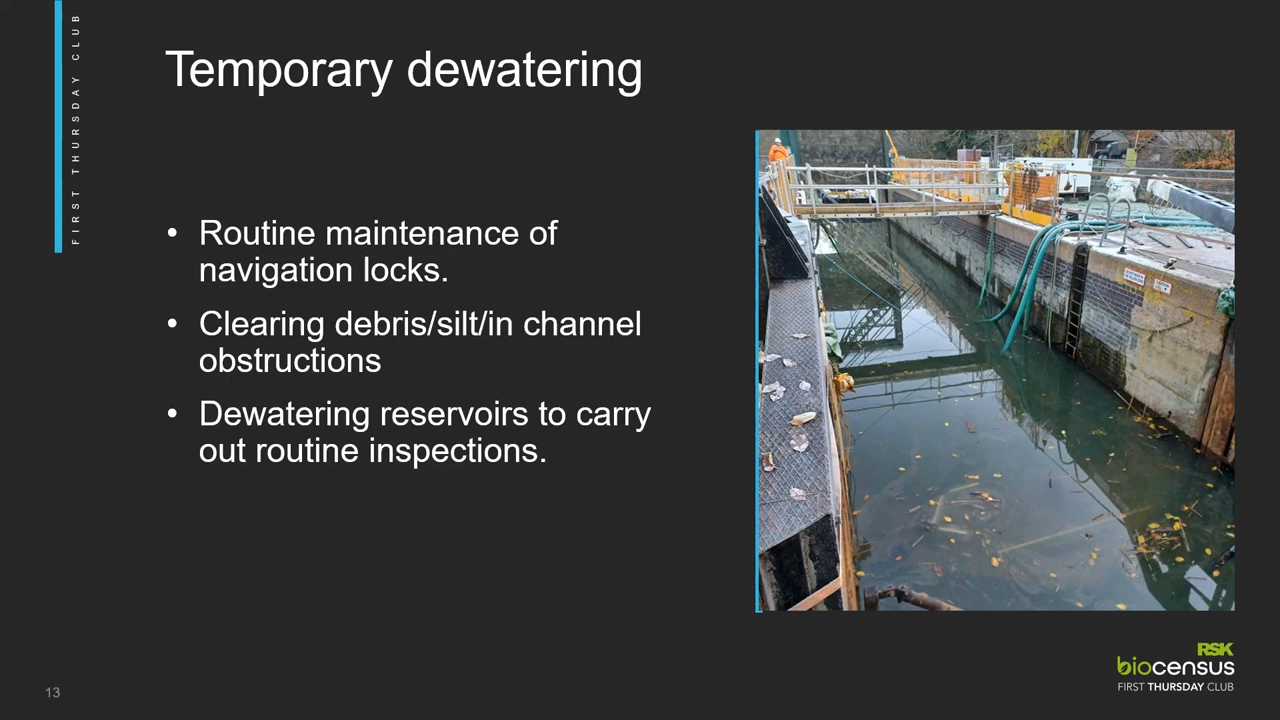 FIRST THURSDAY CLUB
Temporary dewatering
• Routine maintenance of
navigation locks.
• Clearing debris/silt/in channel
obstructions
• Dewatering reservoirs to carry
out routine inspections.
RSK
biocensus
FIRST THURSDAY CLUB
13